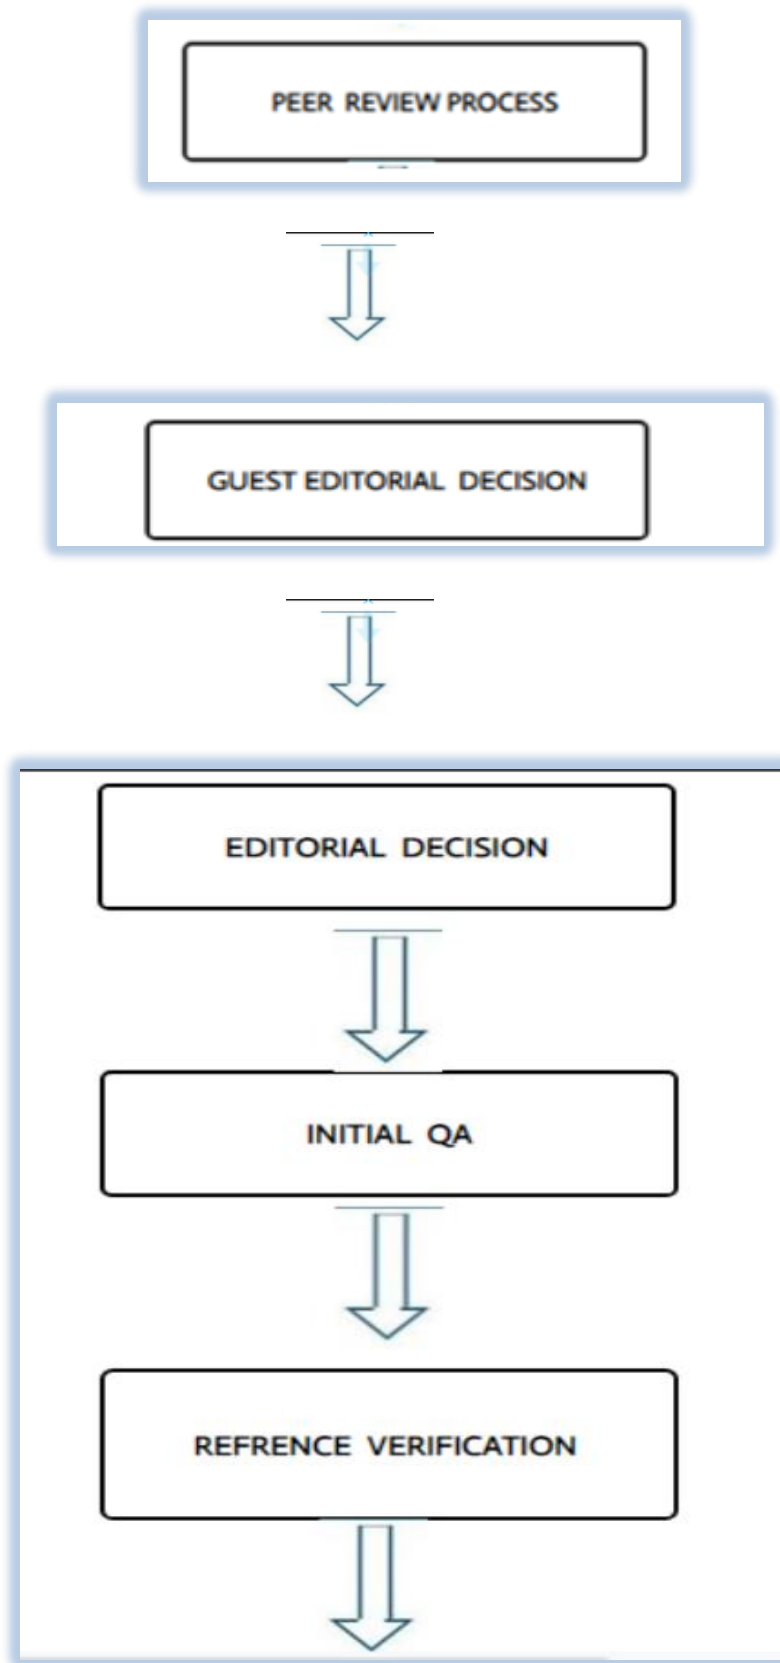 PEER REVIEW PROCESS
GUEST EDITORIAL DECISION
EDITORIAL DECISION
INITIAL QA
REFRENCE VERIFICATION